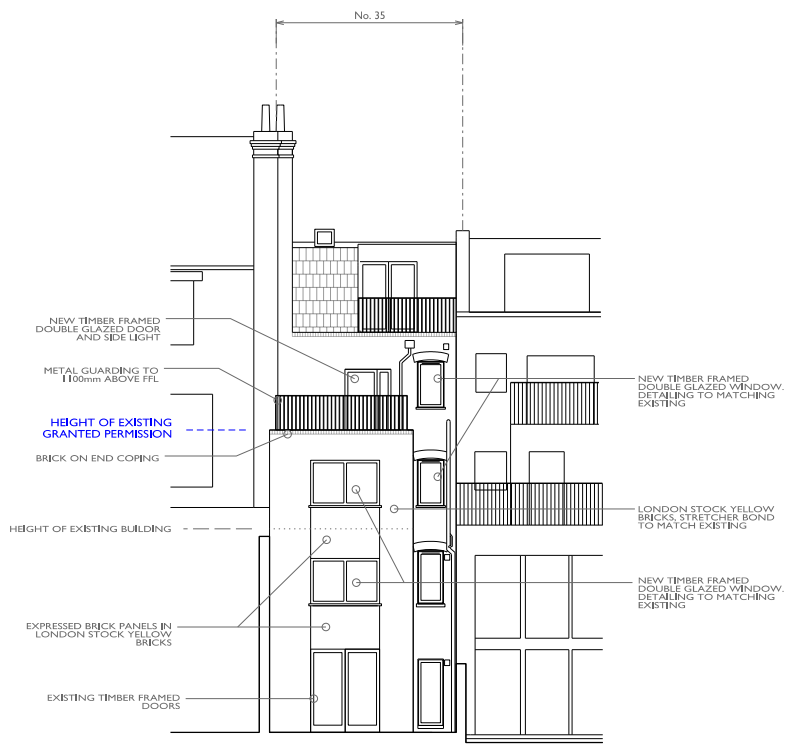 No. 35
NEW TIMBER FRAMED
DOUBLE GLAZED DOOR
AND SIDE LIGHT
METAL GUARDING TO
1100mm ABOVE FFL
HEIGHT OF EXISTING
GRANTED PERMISSION
BRICK ON END COPING
HEIGHT OF EXISTING BUILDING
EXPRESSED BRICK PANELS IN
LONDON STOCK YELLOW
BRICKS
EXISTING TIMBER FRAMED
DOORS
NEW TIMBER FRAMED
DOUBLE GLAZED WINDOW.
DETAILING TO MATCHING
EXISTING
LONDON STOCK YELLOW
BRICKS, STRETCHER BOND
TO MATCH EXISTING
NEW TIMBER FRAMED
DOUBLE GLAZED WINDOW.
DETAILING TO MATCHING
EXISTING